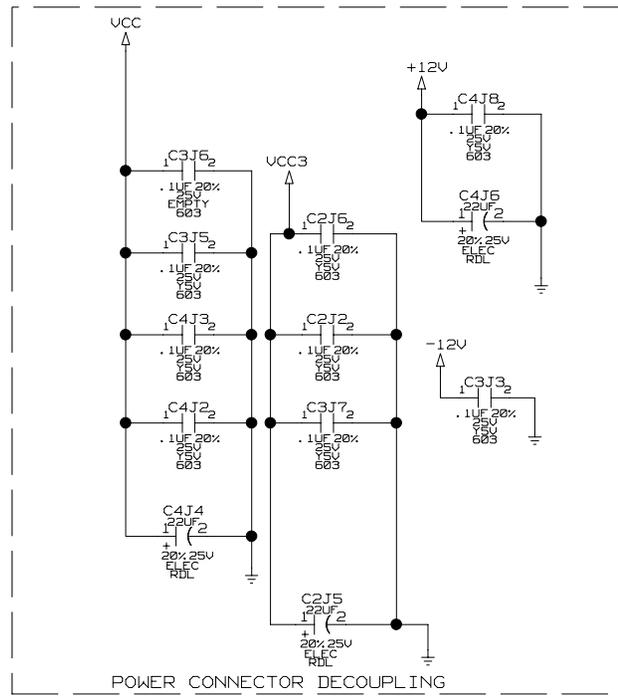 VCC
C3J6
1 2
.1UF 20%
25V
EMPTY
603
C3J5
1 2
.1UF 20%
25V
Y5V
603
C4J3
1 2
.1UF 20%
25V
Y5V
603
C4J2
1 2
.1UF 20%
25V
Y5V
603
C4J4
22UF
1 2
+
20% 25V
ELEC
RDL
VCC3
C2J6
1 2
.1UF 20%
25V
Y5V
603
C2J2
1 2
.1UF 20%
25V
Y5V
603
C3J7
1 2
.1UF 20%
25V
Y5V
603
C2J5
22UF
1 2
+
20% 25V
ELEC
RDL
+12V
C4J8
1 2
.1UF 20%
25V
Y5V
603
C4J6
22UF
1 2
+
20% 25V
ELEC
RDL
-12V
C3J3
1 2
.1UF 20%
25V
Y5V
603
POWER CONNECTOR DECOUPLING